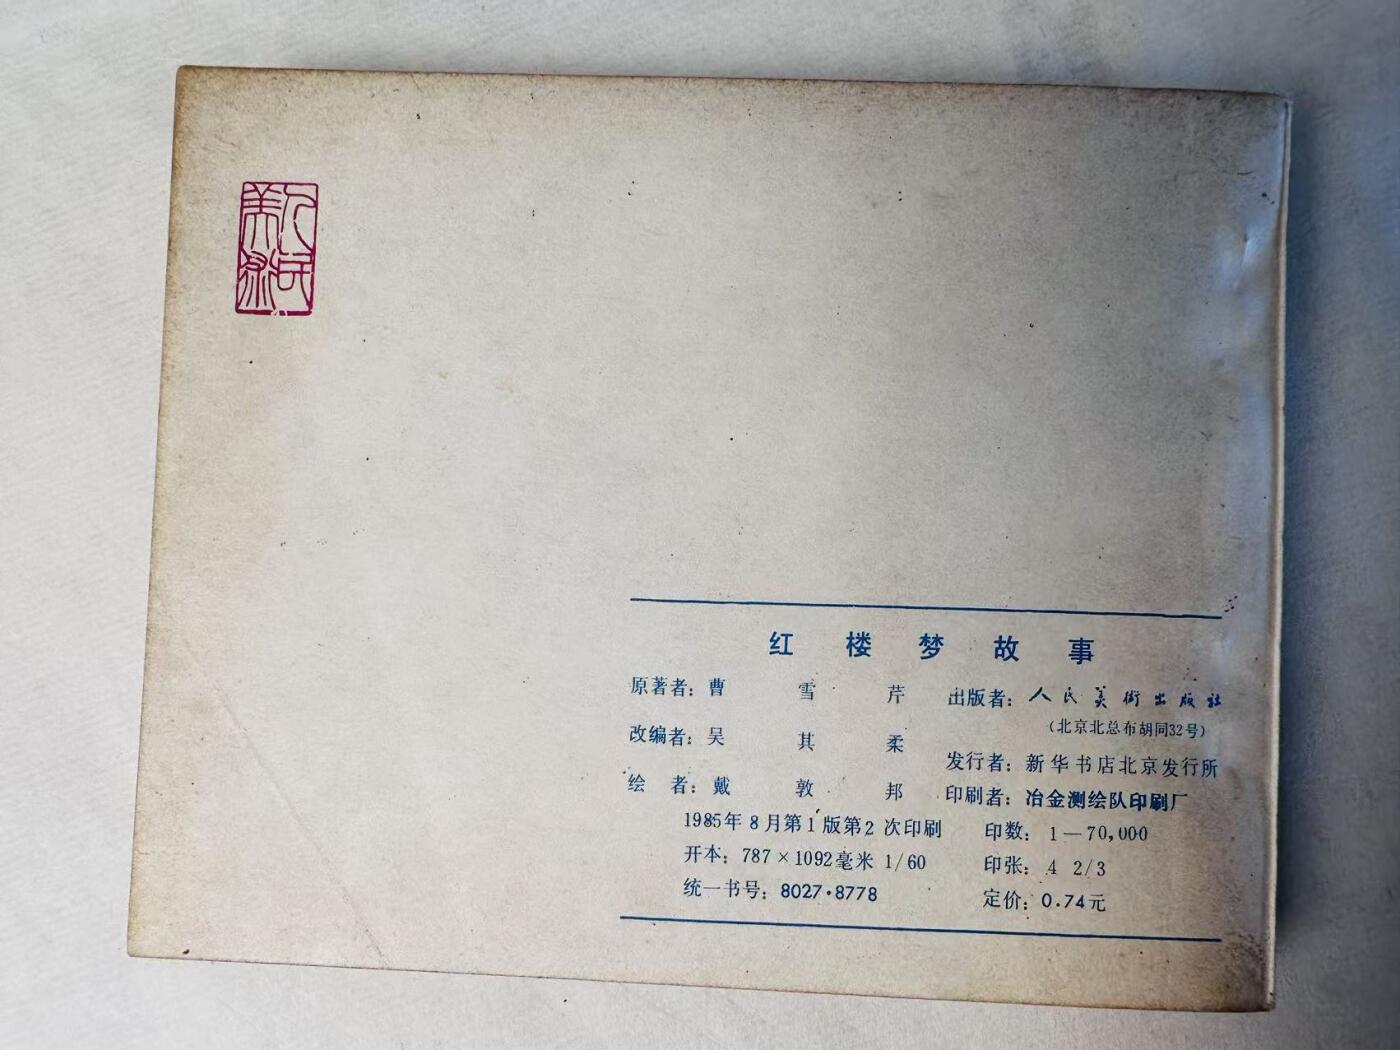 人民美術
红楼梦故事
原著者：曹雪芹
改编者：吴其柔
绘 者：戴敦邦
出版者：人民美術出版社
（北京北总布胡同32号）
发行者：新华书店北京发行所
印刷者：冶金测绘队印刷厂
1985年8月第1版第2次印刷 印数：1—70,000
开本：787×1092毫米 1/60 印张：4 2/3
统一书号：8027·8778 定价：0.74元